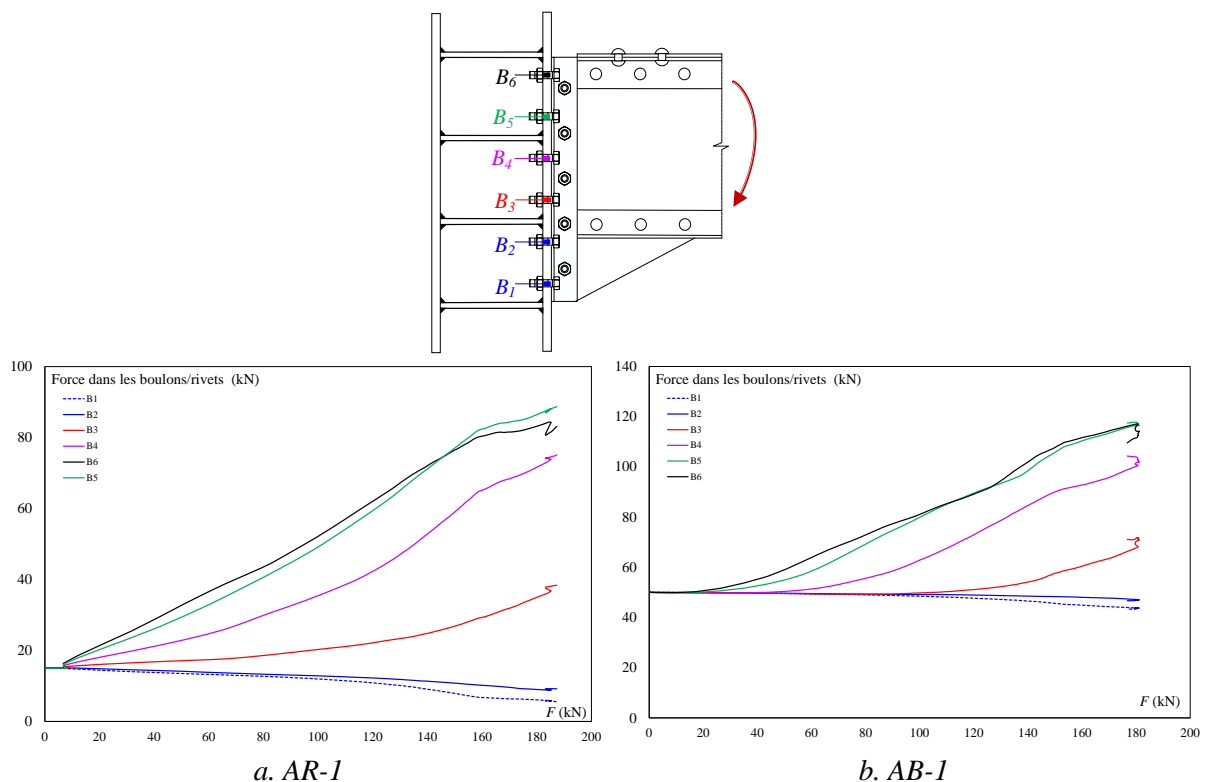 B6
B5
B4
B3
B2
B1
100
80
60
40
20
0
Force dans les boulons/rivets (kN)
B1
B2
B3
B4
B6
B5
F (kN)
0 20 40 60 80 100 120 140 160 180 200
a. AR-1
140
120
100
80
60
40
20
0
Force dans les boulons/rivets (kN)
B1
B2
B3
B4
B5
B6
F (kN)
0 20 40 60 80 100 120 140 160 180 200
b. AB-1